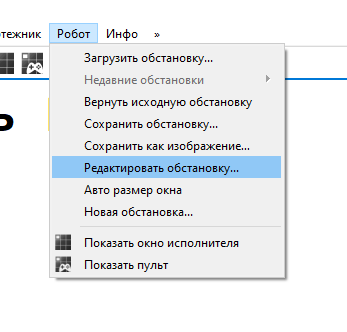 тежник Робот Инфо »
Загрузить обстановку...
Недавние обстановки
Вернуть исходную обстановку
Сохранить обстановку...
Сохранить как изображение...
Редактировать обстановку...
Авто размер окна
Новая обстановка...
Показать окно исполнителя
Показать пульт